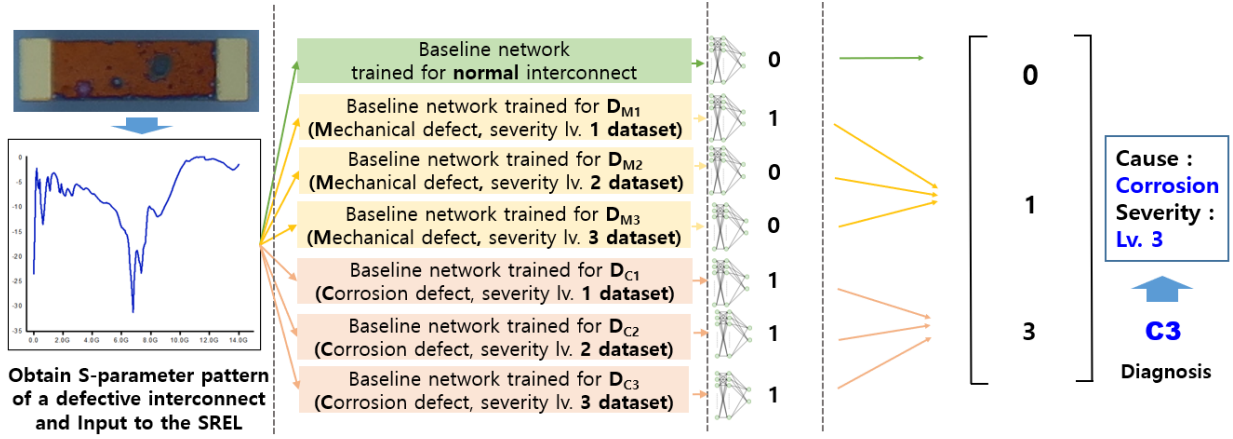 0
-5
-10
-15
-20
-25
-30
-35
0.0
1.0G
2.0G
4.0G
6.0G
8.0G
10.0G
12.0G
14.0G
Obtain S-parameter pattern
of a defective interconnect
and Input to the SREL
Baseline network
trained for normal interconnect
Baseline network trained for DM1
(Mechanical defect, severity lv. 1 dataset)
Baseline network trained for DM2
(Mechanical defect, severity lv. 2 dataset)
Baseline network trained for DM3
(Mechanical defect, severity lv. 3 dataset)
Baseline network trained for DC1
(Corrosion defect, severity lv. 1 dataset)
Baseline network trained for DC2
(Corrosion defect, severity lv. 2 dataset)
Baseline network trained for DC3
(Corrosion defect, severity lv. 3 dataset)
0
1
0
0
1
1
1
0
1
3
Cause :
Corrosion
Severity :
Lv. 3
C3
Diagnosis